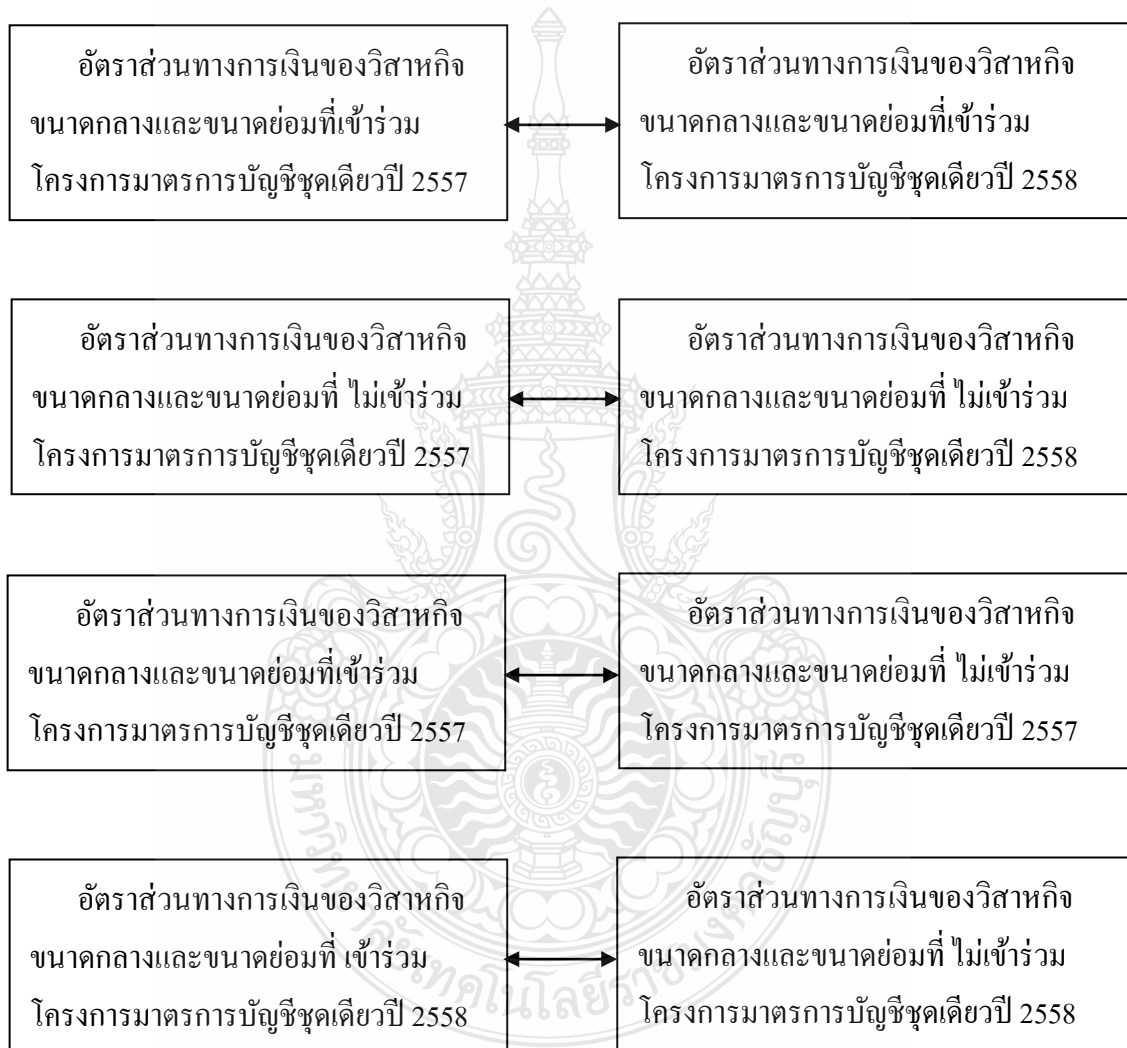 อัตราส่วนทางการเงินของวิสาหกิจ
ขนาดกลางและขนาดย่อมที่เข้าร่วม
โครงการมาตรการบัญชีชุดเดียวปี 2557
อัตราส่วนทางการเงินของวิสาหกิจ
ขนาดกลางและขนาดย่อมที่เข้าร่วม
โครงการมาตรการบัญชีชุดเดียวปี 2558
อัตราส่วนทางการเงินของวิสาหกิจ
ขนาดกลางและขนาดย่อมที่ ไม่เข้าร่วม
โครงการมาตรการบัญชีชุดเดียวปี 2557
อัตราส่วนทางการเงินของวิสาหกิจ
ขนาดกลางและขนาดย่อมที่ ไม่เข้าร่วม
โครงการมาตรการบัญชีชุดเดียวปี 2558
อัตราส่วนทางการเงินของวิสาหกิจ
ขนาดกลางและขนาดย่อมที่เข้าร่วม
โครงการมาตรการบัญชีชุดเดียวปี 2557
อัตราส่วนทางการเงินของวิสาหกิจ
ขนาดกลางและขนาดย่อมที่ ไม่เข้าร่วม
โครงการมาตรการบัญชีชุดเดียวปี 2557
อัตราส่วนทางการเงินของวิสาหกิจ
ขนาดกลางและขนาดย่อมที่ เข้าร่วม
โครงการมาตรการบัญชีชุดเดียวปี 2558
อัตราส่วนทางการเงินของวิสาหกิจ
ขนาดกลางและขนาดย่อมที่ ไม่เข้าร่วม
โครงการมาตรการบัญชีชุดเดียวปี 2558
มหาวิทยาลัยเทคโนโลยีราชมงคลธัญบุรี